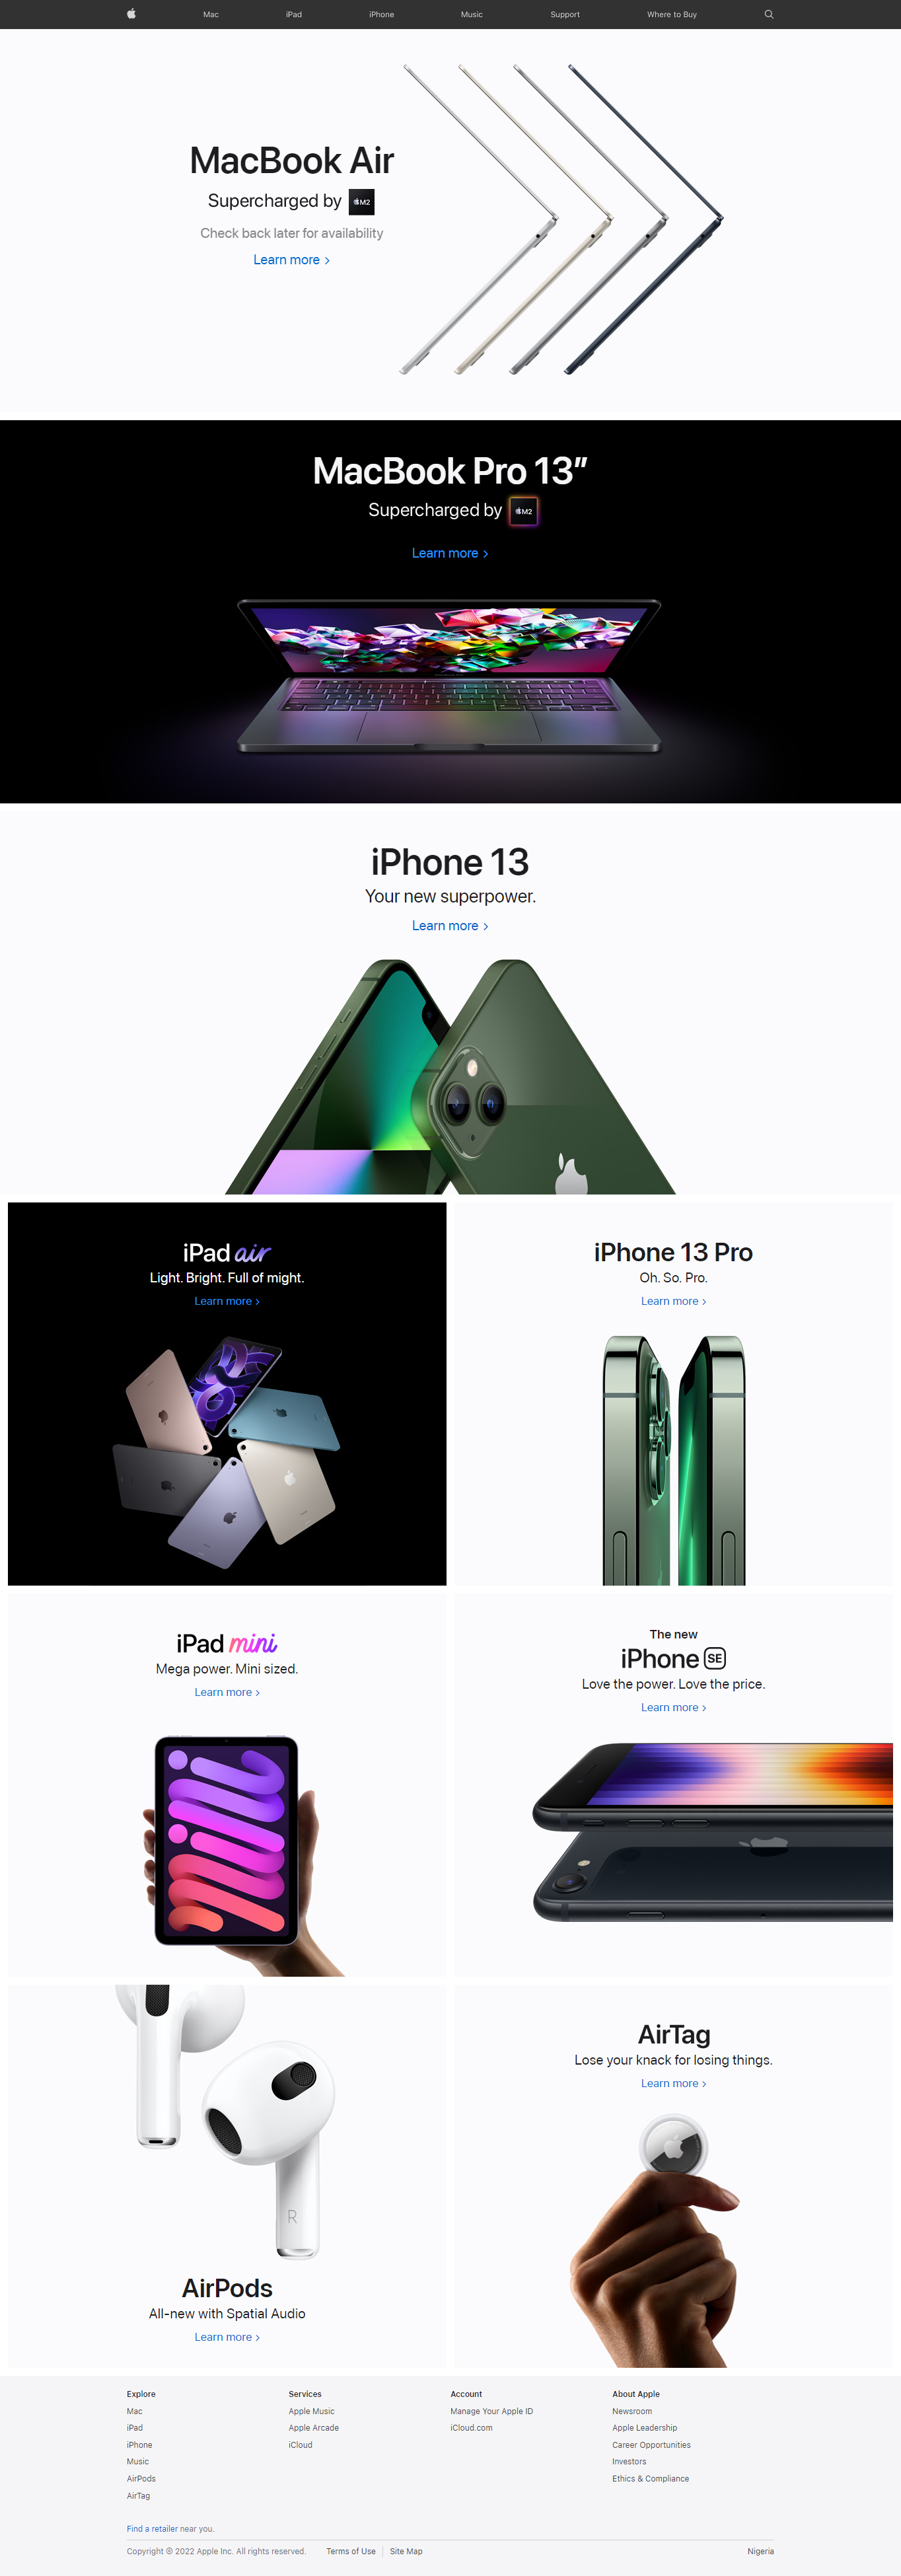 Mac
iPad
iPhone
Music
Support
Where to Buy
MacBook Air
Supercharged by M2
Check back later for availability
Learn more
MacBook Pro 13”
Supercharged by M2
Learn more
iPhone 13
Your new superpower.
Learn more
iPad air
Light. Bright. Full of might.
Learn more
iPhone 13 Pro
Oh. So. Pro.
Learn more
iPad mini
Mega power. Mini sized.
Learn more
The new
iPhone SE
Love the power. Love the price.
Learn more
R
AirPods
All-new with Spatial Audio
Learn more
AirTag
Lose your knack for losing things.
Learn more
Explore
Mac
iPad
iPhone
Music
AirPods
AirTag
Services
Apple Music
Apple Arcade
iCloud
Account
Manage Your Apple ID
iCloud.com
About Apple
Newsroom
Apple Leadership
Career Opportunities
Investors
Ethics & Compliance
Find a retailer near you.
Copyright © 2022 Apple Inc. All rights reserved.
Terms of Use
Site Map
Nigeria